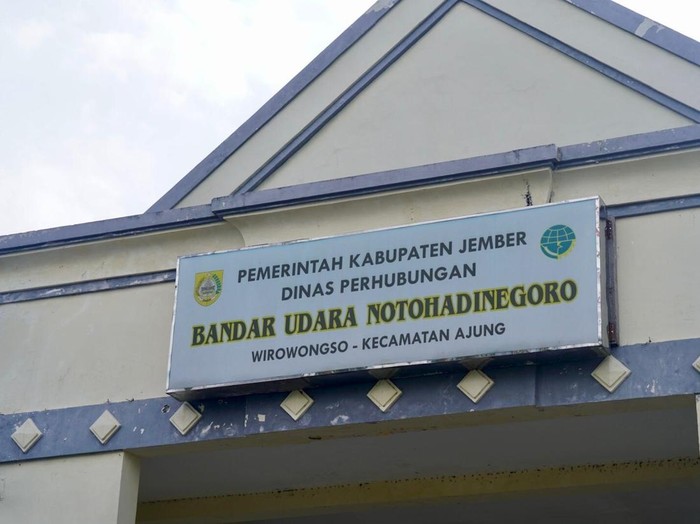 PEMERINTAH KABUPATEN JEMBER
DINAS PERHUBUNGAN
BANDAR UDARA NOTOHADINEGORO
WIROWONGSO - KECAMATAN AJUNG